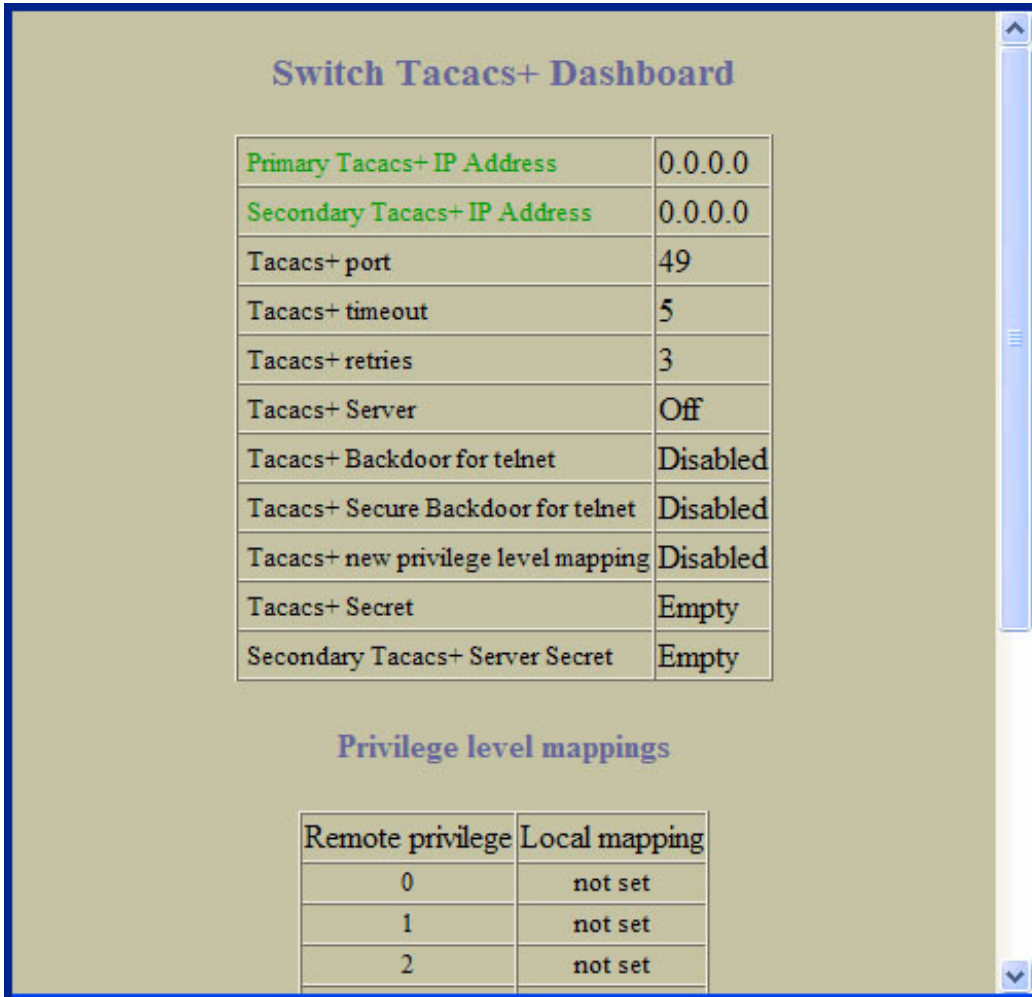 Switch Tacacs+ Dashboard
Primary Tacacs+ IP Address 0.0.0.0
Secondary Tacacs+ IP Address 0.0.0.0
Tacacs+ port 49
Tacacs+ timeout 5
Tacacs+ retries 3
Tacacs+ Server Off
Tacacs+ Backdoor for telnet Disabled
Tacacs+ Secure Backdoor for telnet Disabled
Tacacs+ new privilege level mapping Disabled
Tacacs+ Secret Empty
Secondary Tacacs+ Server Secret Empty
Privilege level mappings
Remote privilege Local mapping
0 not set
1 not set
2 not set